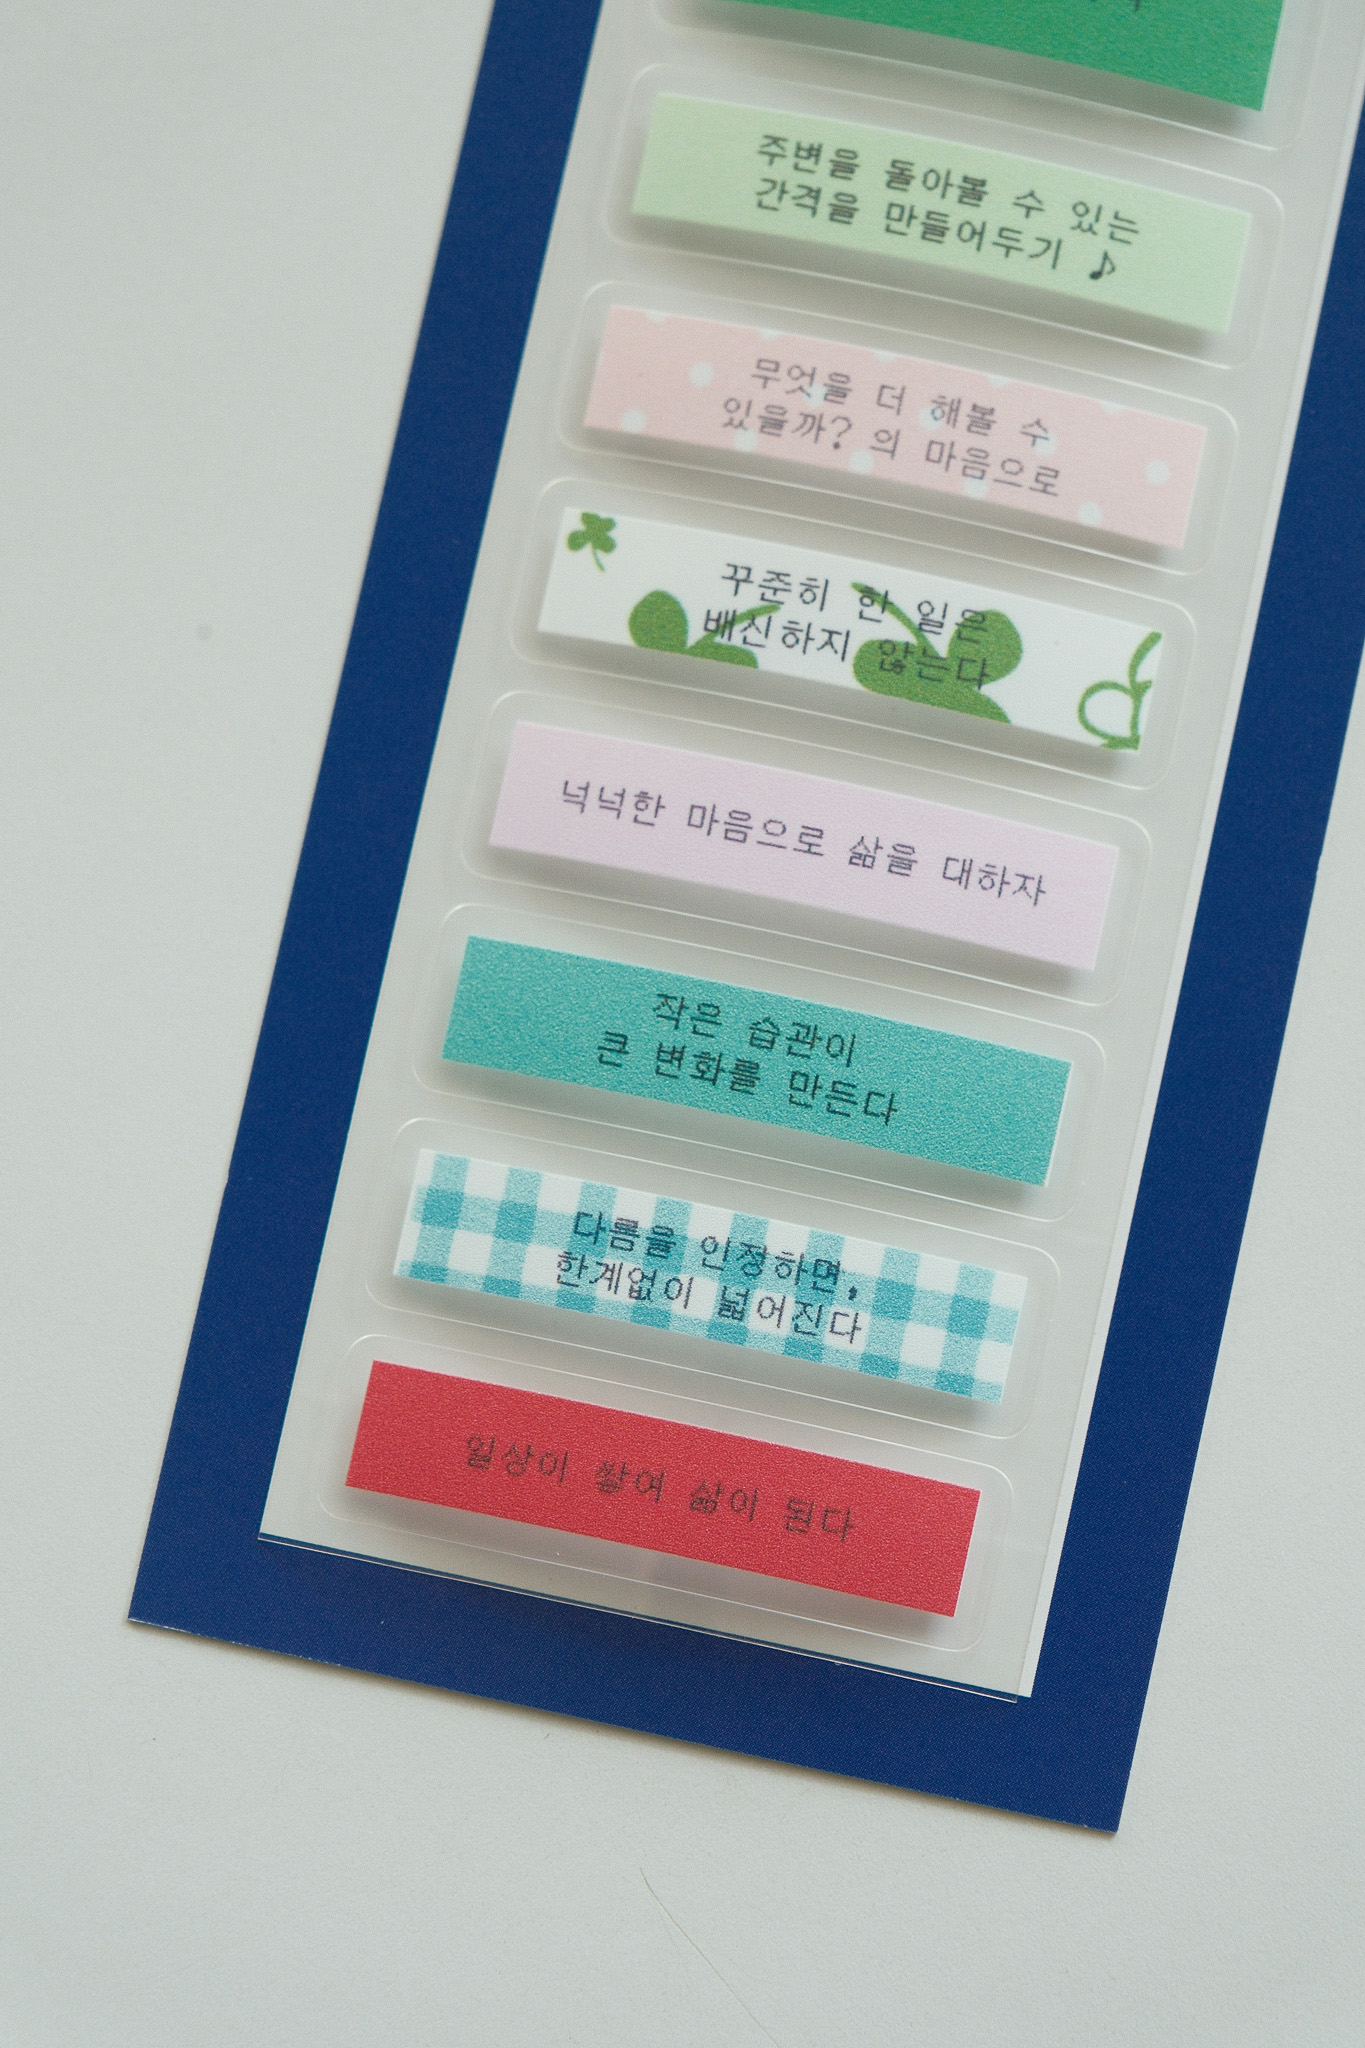 주변을 돌아볼 수 있는
간격을 만들어두기 ♪
무엇을 더 해볼 수
있을까? 의 마음으로
꾸준히 한 일은
배신하지 않는다
넉넉한 마음으로 삶을 대하자
작은 습관이
큰 변화를 만든다
다름을 인정하면,
한계없이 넓어진다
일상이 쌓여 삶이 된다